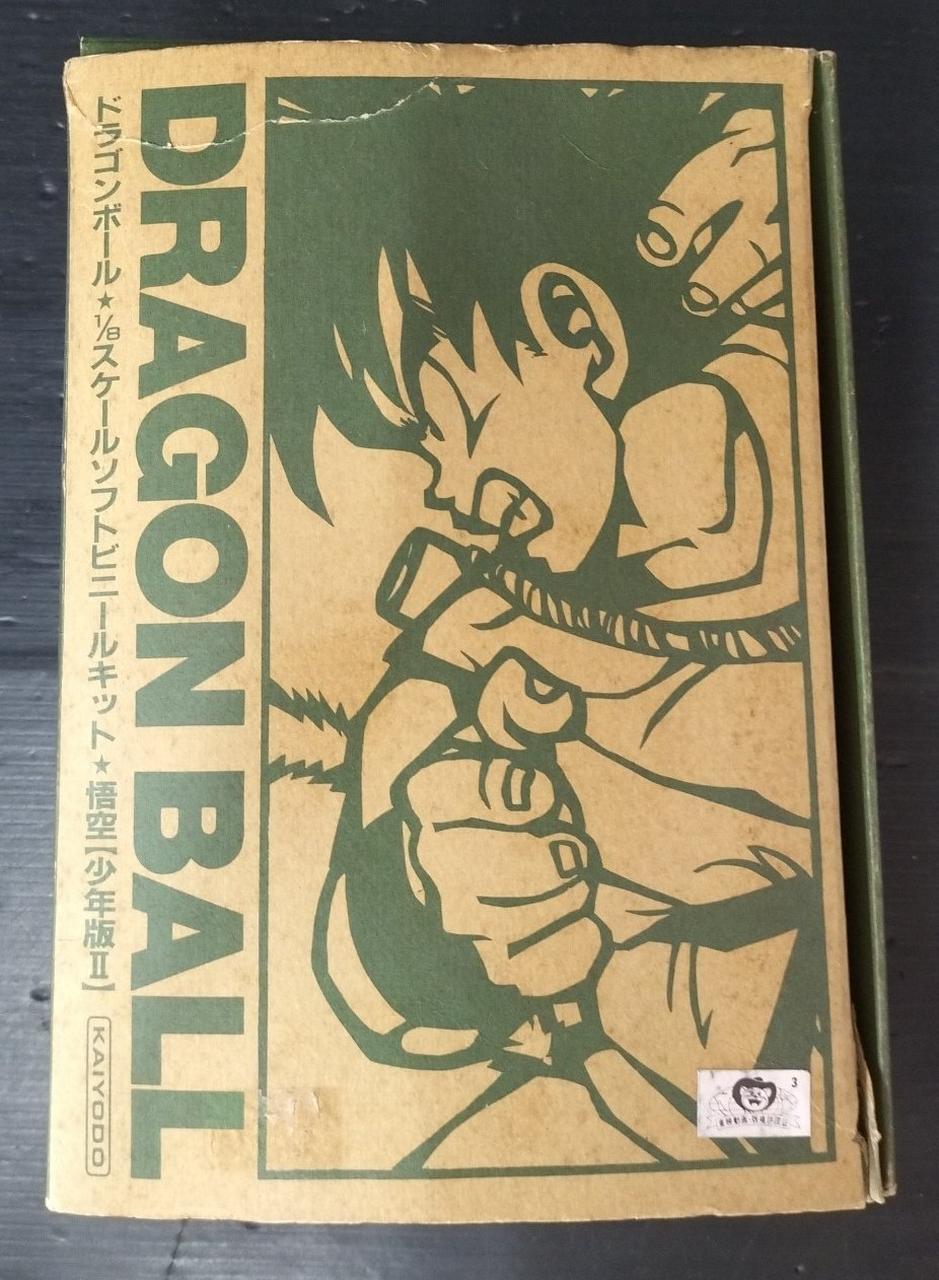 DRAGON BALL
ドラゴンボール★1/8スケールソフトビニールキット★悟空[少年版Ⅱ]
KAIYODO
3